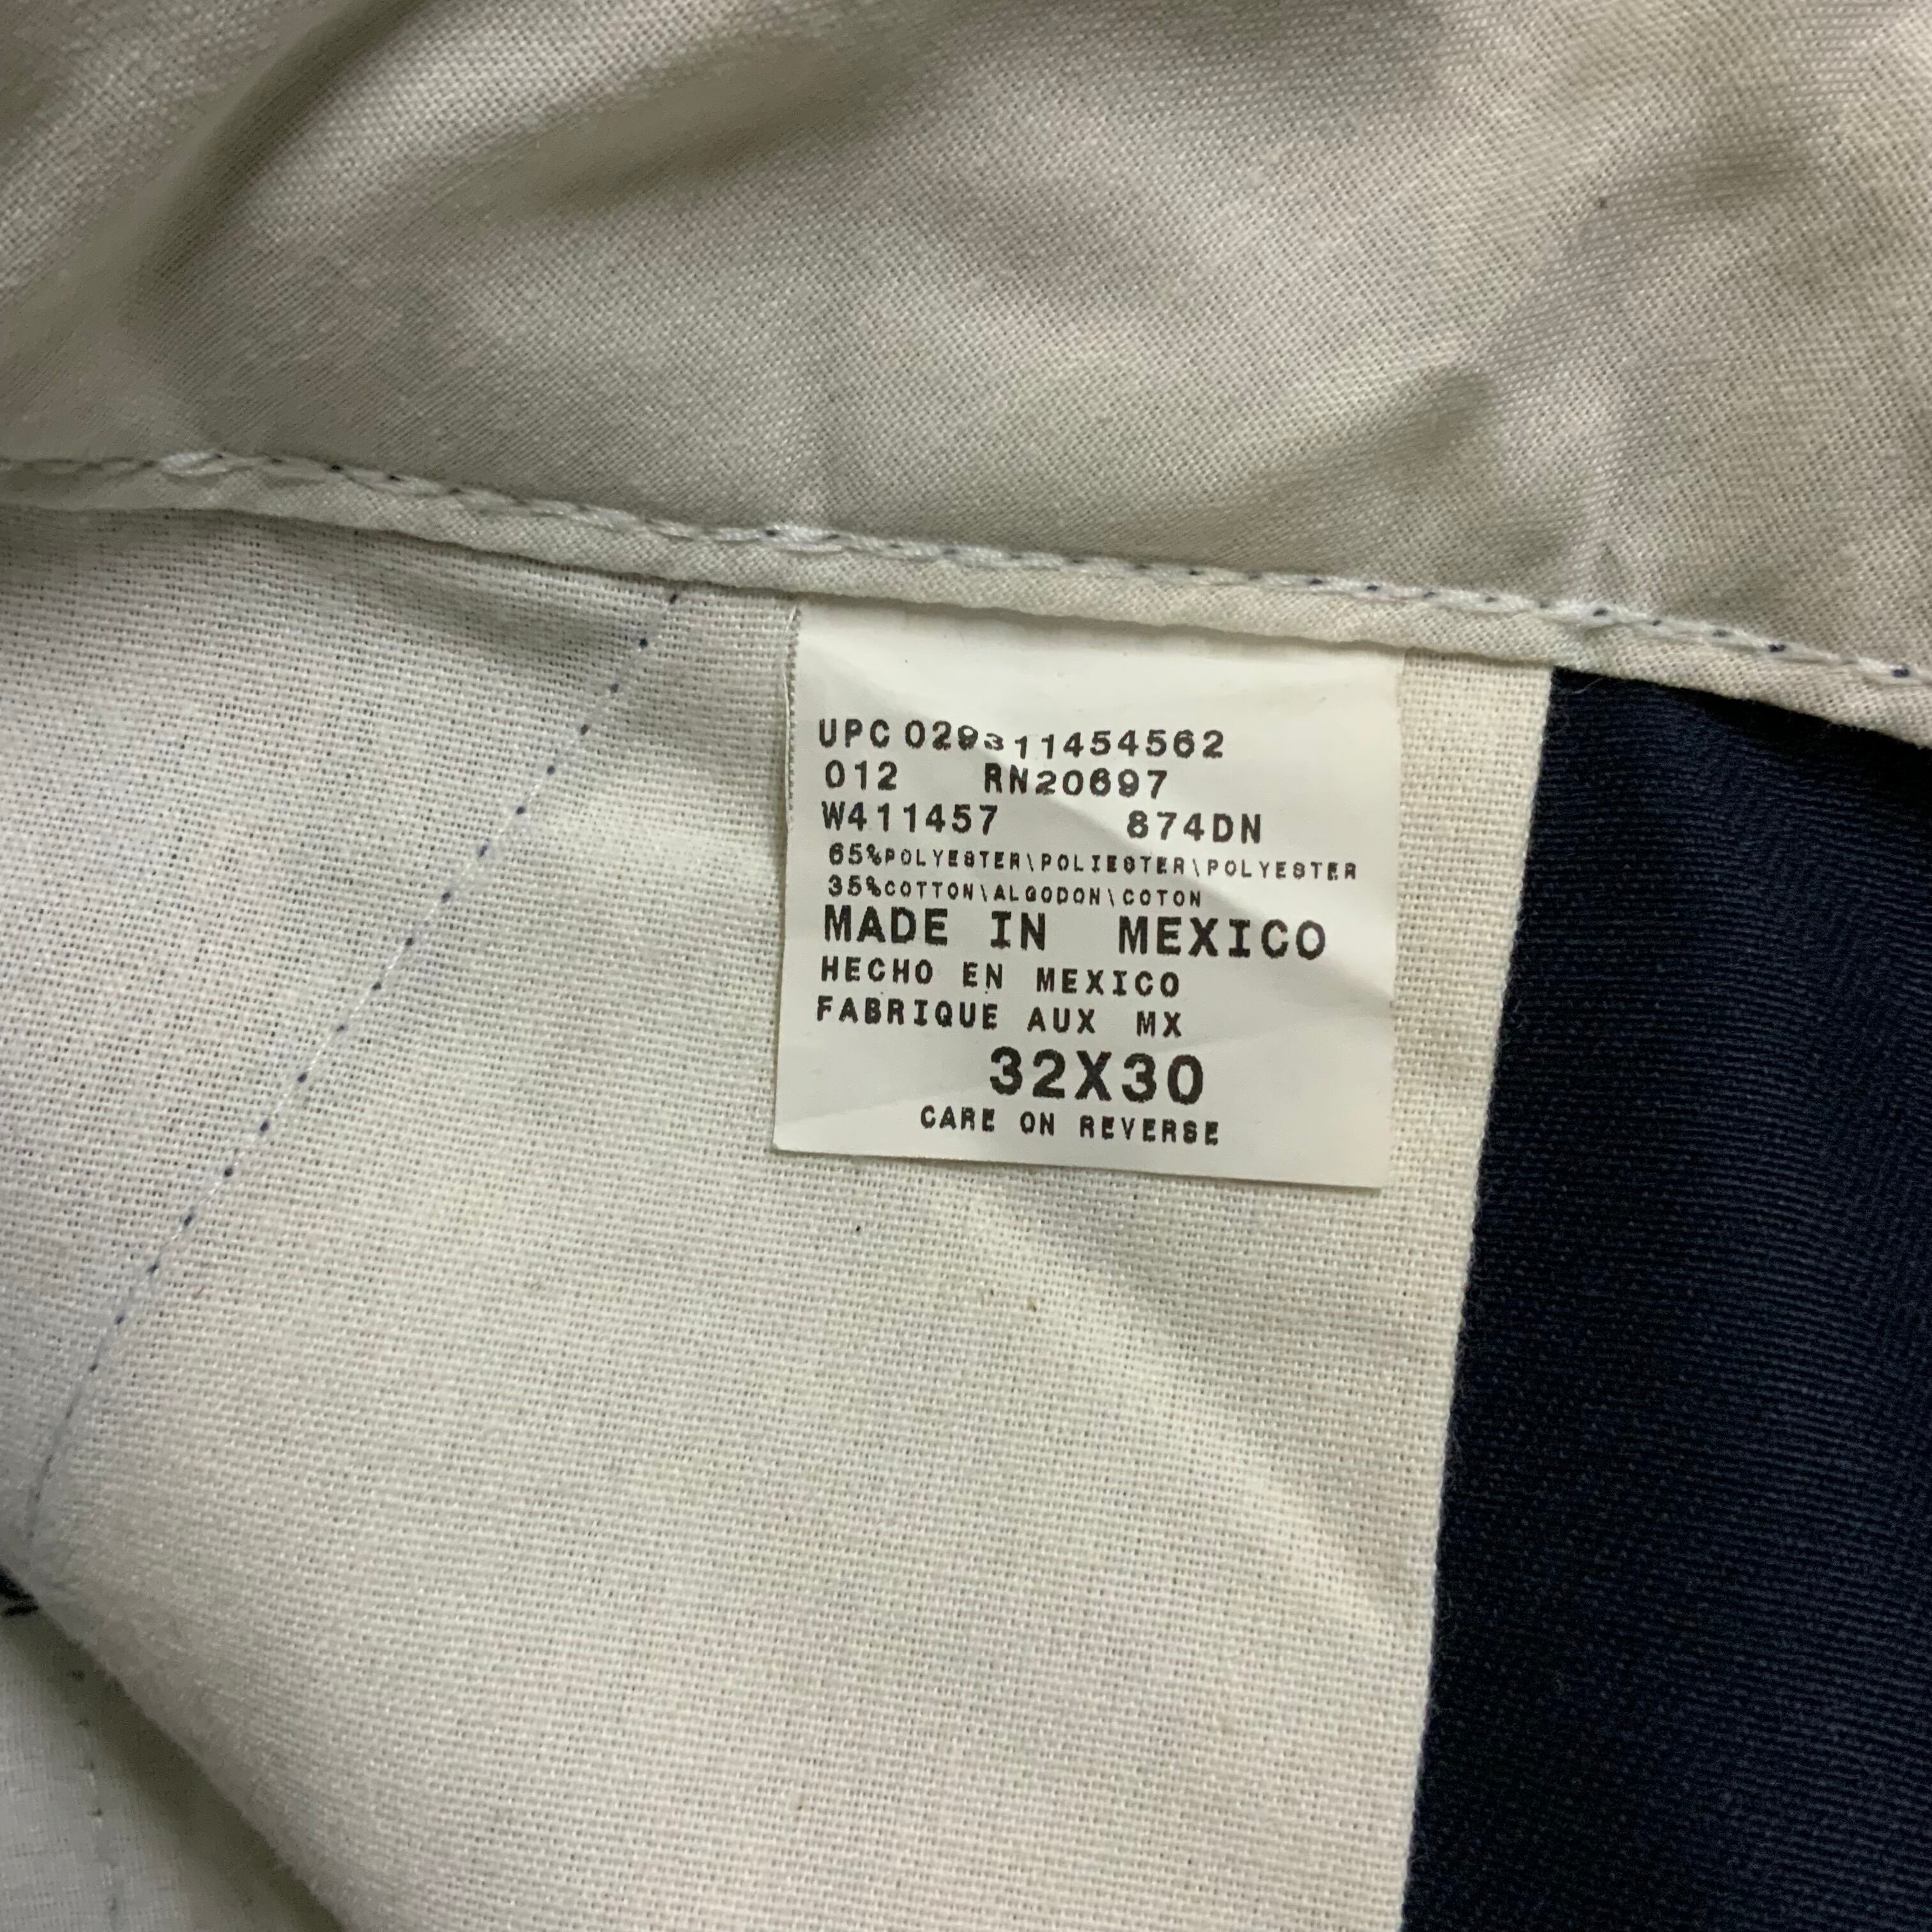 UPC 029311454562
012 RN20697
W411457 874DN
65%POLYESTER\POLIESTER\POLYESTER
35%COTTON\ALGODON\COTON
MADE IN MEXICO
HECHO EN MEXICO
FABRIQUE AUX MX
32X30
CARE ON REVERSE